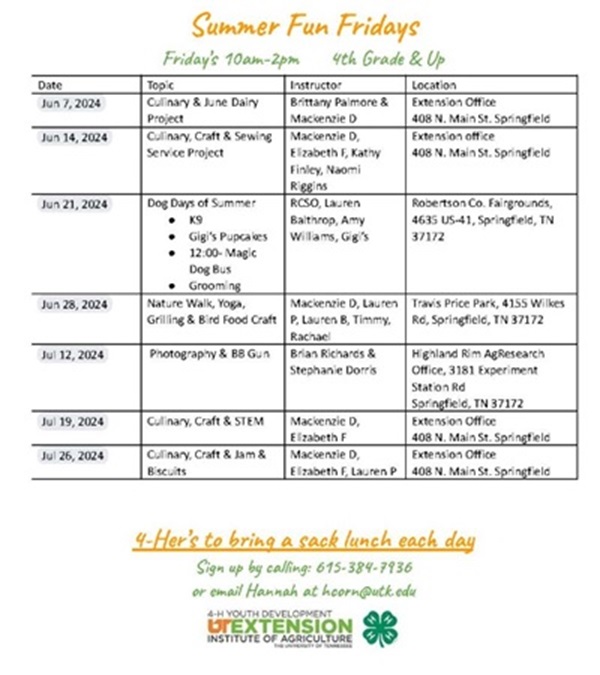 Summer Fun Fridays
Friday's 10am-2pm 4th Grade & Up
Date Topic Instructor Location
Jun 7, 2024 Culinary & June Dairy Project Brittany Palmore & Mackenzie D Extension Office 408 N. Main St. Springfield
Jun 14, 2024 Culinary, Craft & Sewing Service Project Mackenzie D, Elizabeth F, Kathy Finley, Naomi Riggins Extension office 408 N. Main St. Springfield
Jun 21, 2024 Dog Days of Summer
• K9
• Gigi's Pupcakes
• 12:00- Magic Dog Bus
• Grooming
RCSO, Lauren Balthrop, Amy Williams, Gigi's Robertson Co. Fairgrounds, 4635 US-41, Springfield, TN 37172
Jun 28, 2024 Nature Walk, Yoga, Grilling & Bird Food Craft Mackenzie D, Lauren P, Lauren B, Timmy, Rachael Travis Price Park, 4155 Wilkes Rd, Springfield, TN 37172
Jul 12, 2024 Photography & BB Gun Brian Richards & Stephanie Dorris Highland Rim AgResearch Office, 3181 Experiment Station Rd Springfield, TN 37172
Jul 19, 2024 Culinary, Craft & STEM Mackenzie D, Elizabeth F Extension Office 408 N. Main St. Springfield
Jul 26, 2024 Culinary, Craft & Jam & Biscuits Mackenzie D, Elizabeth F, Lauren P Extension Office 408 N. Main St. Springfield
4-Her's to bring a sack lunch each day
Sign up by calling: 615-384-7936
or email Hannah at hcorn@utk.edu
4-H YOUTH DEVELOPMENT
UT EXTENSION
INSTITUTE OF AGRICULTURE
THE UNIVERSITY OF TENNESSEE